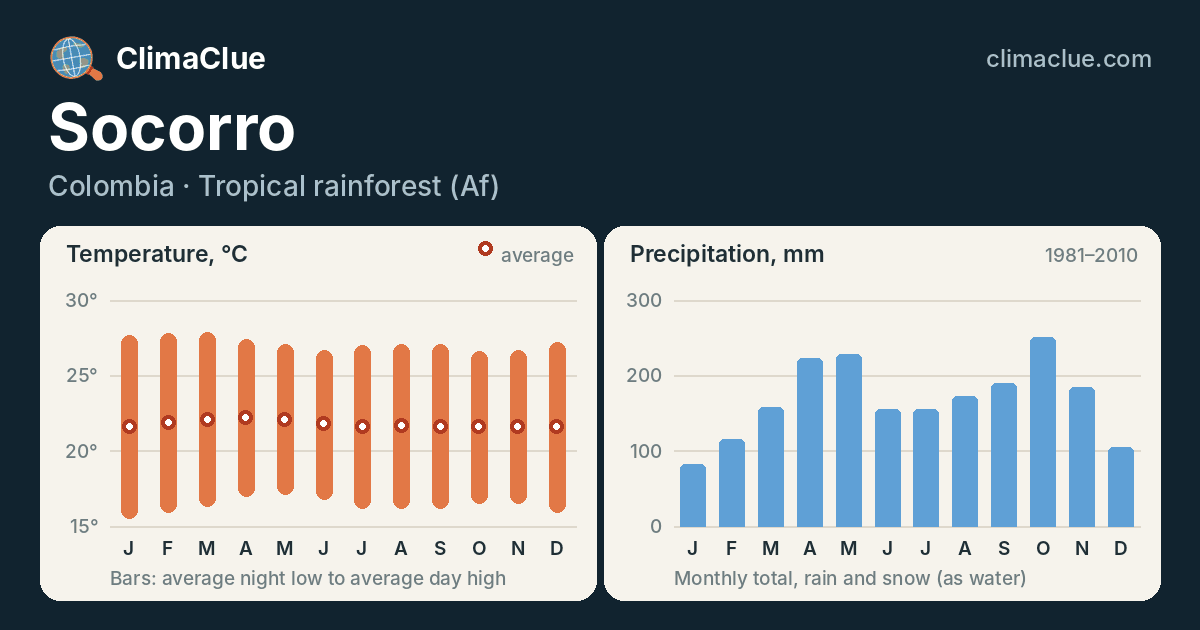 ClimaClue
climaclue.com
Socorro
Colombia · Tropical rainforest (Af)
Temperature, °C
average
30°
25°
20°
15°
J F M A M J J A S O N D
Bars: average night low to average day high
Precipitation, mm
1981–2010
300
200
100
0
J F M A M J J A S O N D
Monthly total, rain and snow (as water)